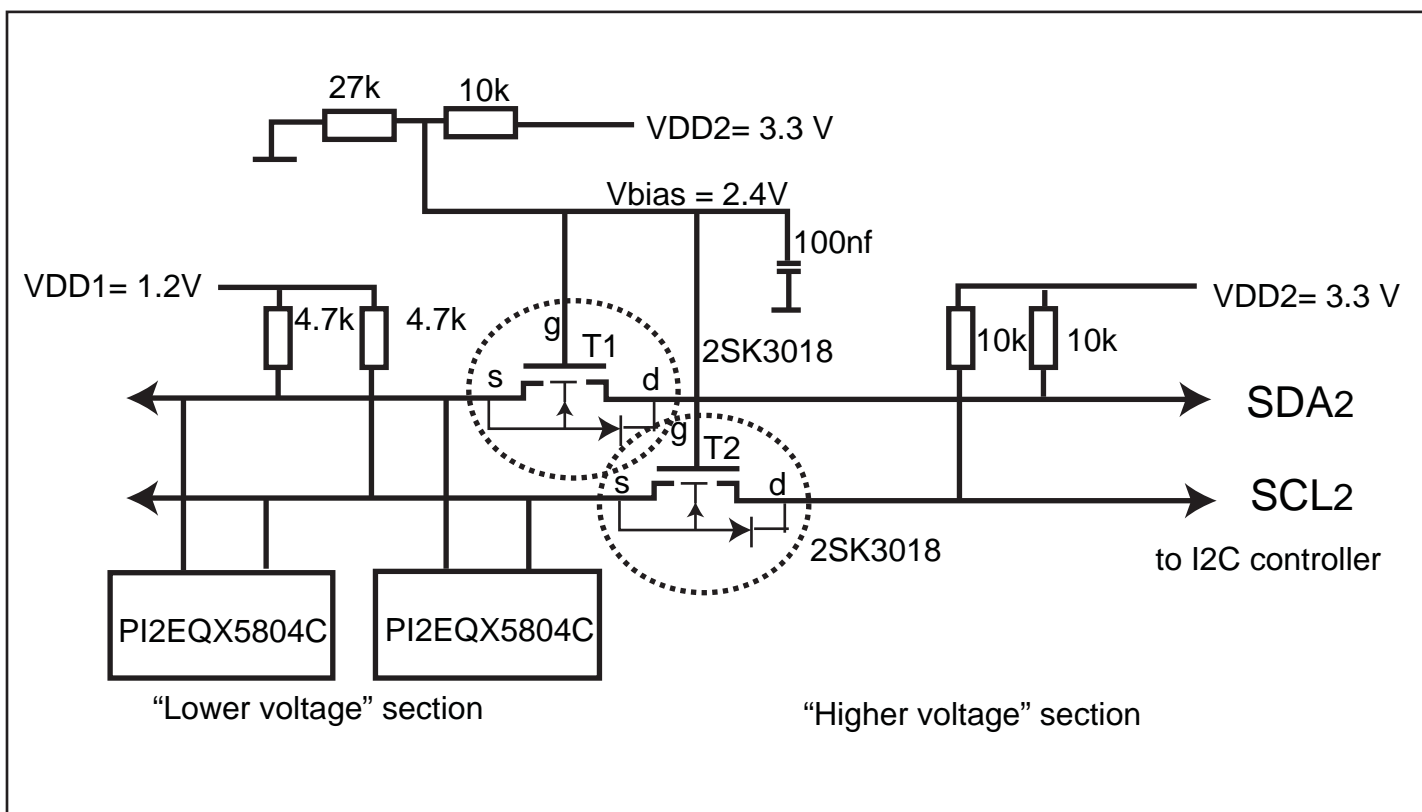 27k
10k
VDD2= 3.3 V
Vbias = 2.4V
100nf
VDD1= 1.2V
VDD2= 3.3 V
4.7k
4.7k
g
T1
2SK3018
10k
10k
s
d
SDA2
g
T2
s
d
SCL2
2SK3018
to I2C controller
PI2EQX5804C
PI2EQX5804C
“Lower voltage” section
“Higher voltage” section